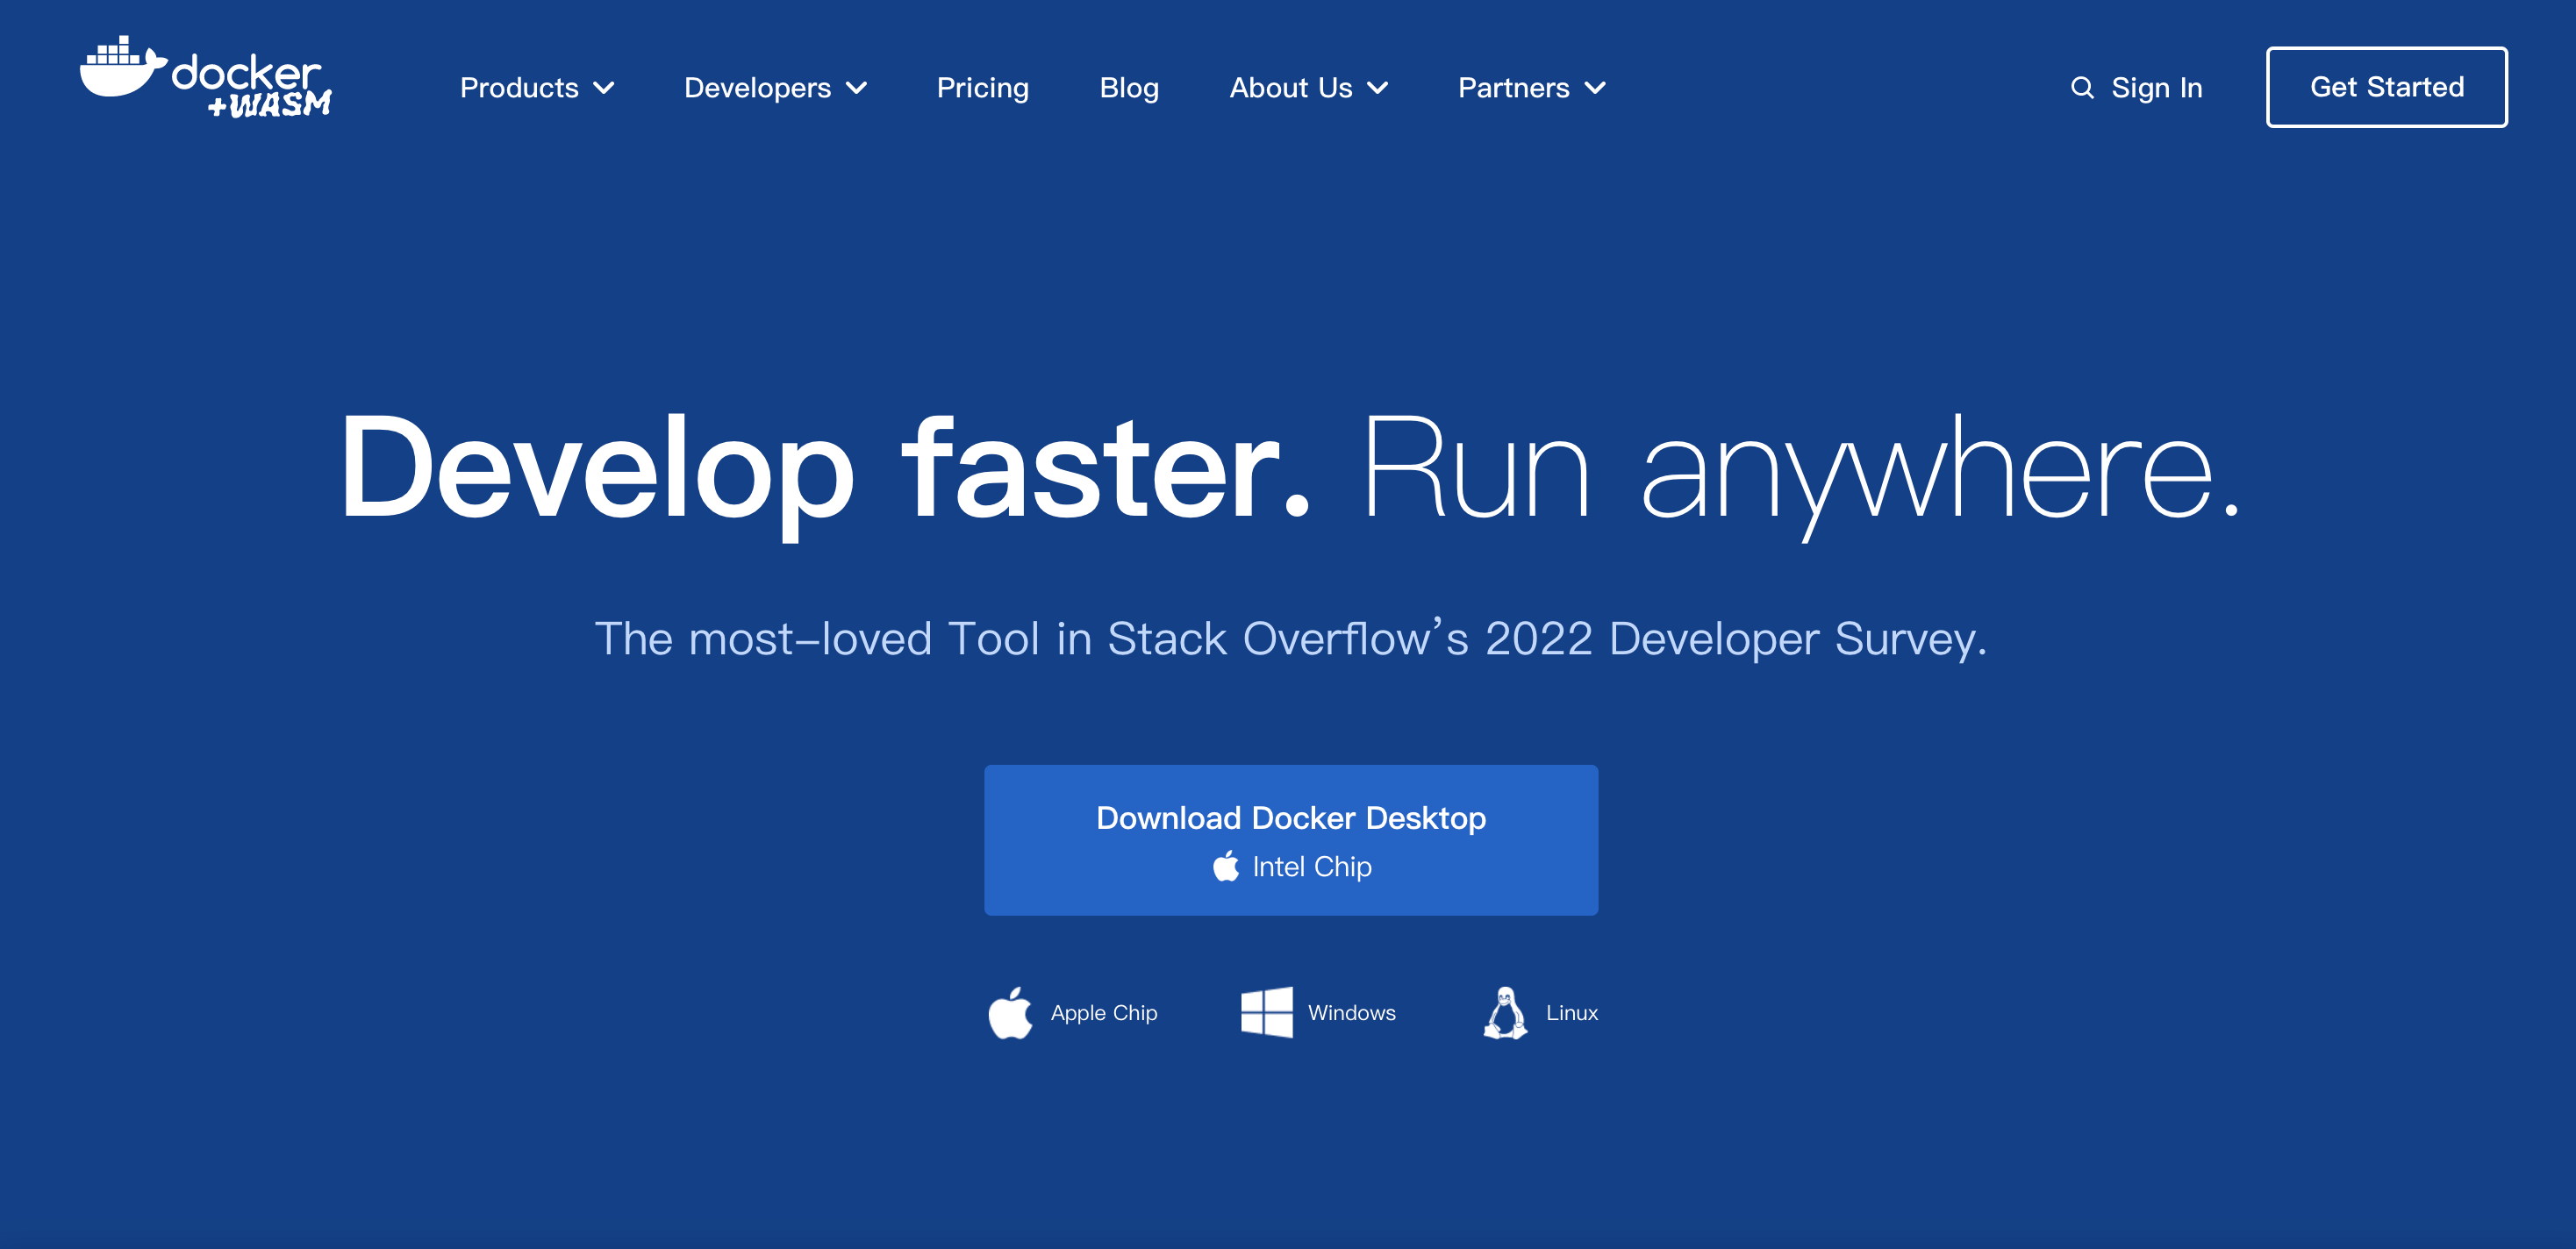 docker
+WASM
Products
Developers
Pricing
Blog
About Us
Partners
Sign In
Get Started
Develop faster. Run anywhere.
The most-loved Tool in Stack Overflow’s 2022 Developer Survey.
Download Docker Desktop
Intel Chip
Apple Chip
Windows
Linux